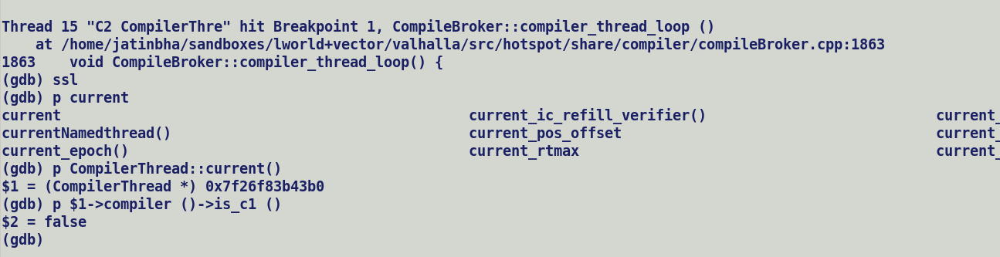 Thread 15 "C2 CompilerThre" hit Breakpoint 1, CompileBroker::compiler_thread_loop ()
    at /home/jatinbha/sandboxes/lworld+vector/valhalla/src/hotspot/share/compiler/compileBroker.cpp:1863
1863    void CompileBroker::compiler_thread_loop() {
(gdb) ssl
(gdb) p current
current                                                current_ic_refill_verifier()                           current_
currentNamedthread()                                   current_pos_offset                                     current_
current_epoch()                                        current_rtmax                                          current_
(gdb) p CompilerThread::current()
$1 = (CompilerThread *) 0x7f26f83b43b0
(gdb) p $1->compiler ()->is_c1 ()
$2 = false
(gdb)